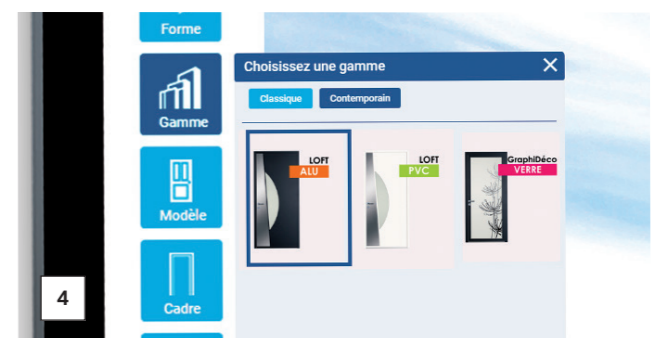 Forme
Choisissez une gamme
Classique
Contemporain
Gamme
LOFT
ALU
LOFT
PVC
GraphiDéco
VERRE
Modèle
4
Cadre